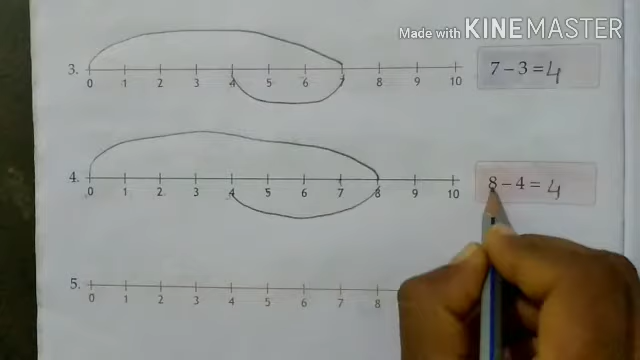 Made with KINEMASTER
3.
0 1 2 3 4 5 6 7 8 9 10
7 – 3 = 4
4.
0 1 2 3 4 5 6 7 8 9 10
8 – 4 = 4
5.
0 1 2 3 4 5 6 7 8